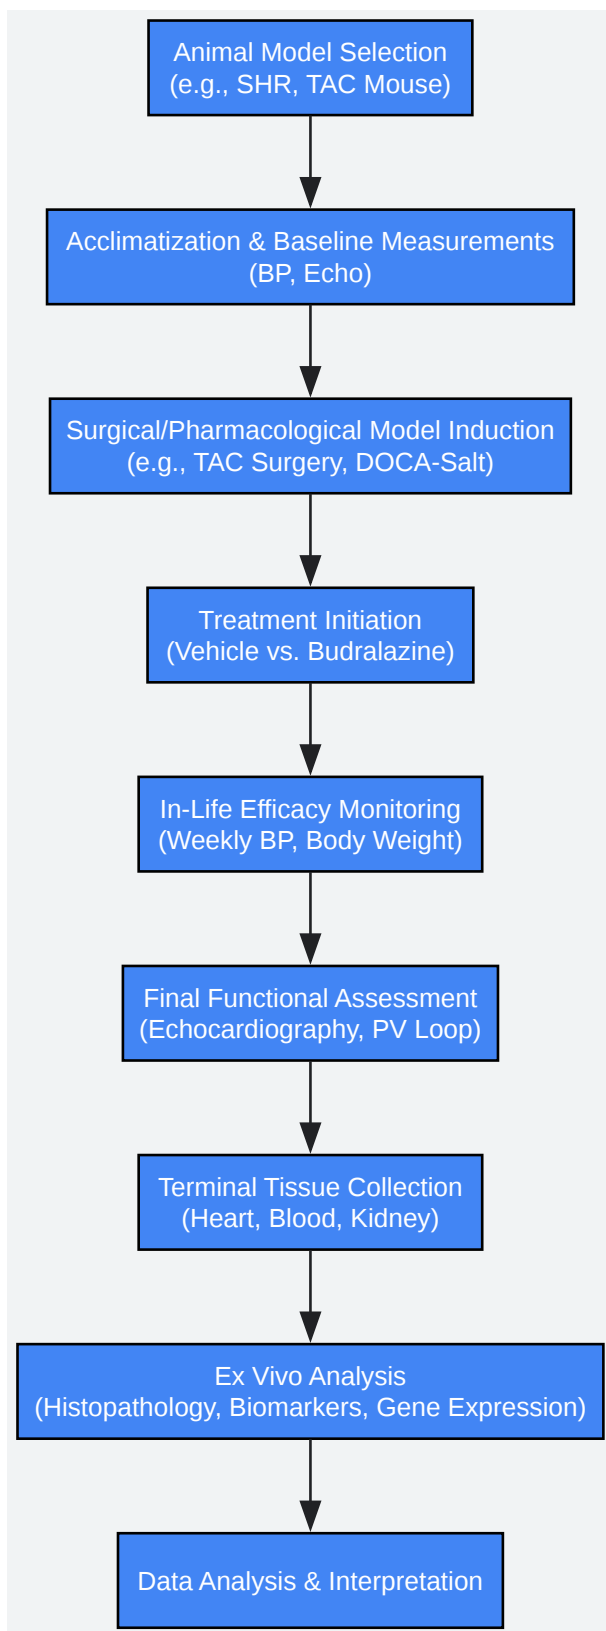 Animal Model Selection
(e.g., SHR, TAC Mouse)
Acclimatization & Baseline Measurements
(BP, Echo)
Surgical/Pharmacological Model Induction
(e.g., TAC Surgery, DOCA-Salt)
Treatment Initiation
(Vehicle vs. Budralazine)
In-Life Efficacy Monitoring
(Weekly BP, Body Weight)
Final Functional Assessment
(Echocardiography, PV Loop)
Terminal Tissue Collection
(Heart, Blood, Kidney)
Ex Vivo Analysis
(Histopathology, Biomarkers, Gene Expression)
Data Analysis & Interpretation